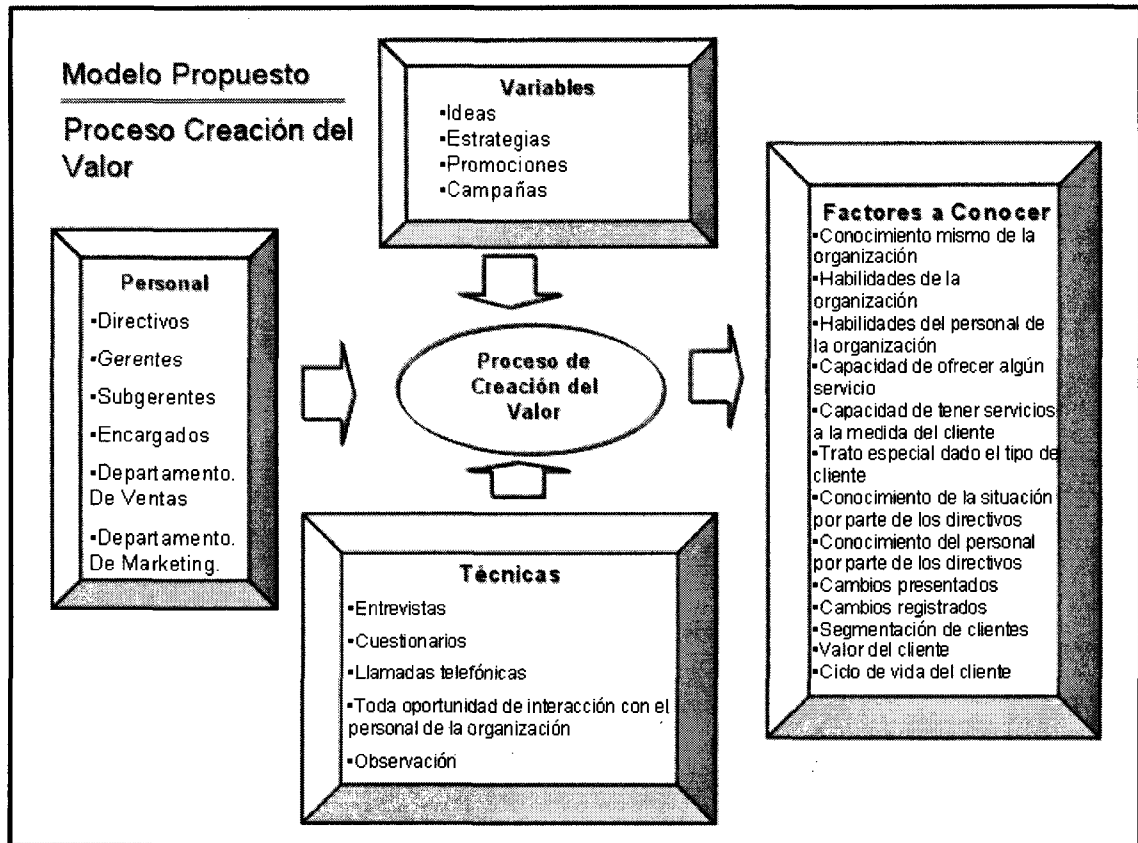 Modelo Propuesto
Proceso Creación del
Valor
Variables
▪Ideas
▪Estrategias
▪Promociones
▪Campañas
Personal
▪Directivos
▪Gerentes
▪Subgerentes
▪Encargados
▪Departamento.
De Ventas
▪Departamento.
De Marketing.
Proceso de
Creación del
Valor
Técnicas
▪Entrevistas
▪Cuestionarios
▪Llamadas telefónicas
▪Toda oportunidad de interacción con el
personal de la organización
▪Observación
Factores a Conocer
▪Conocimiento mismo de la
organización
▪Habilidades de la
organización
▪Habilidades del personal de
la organización
▪Capacidad de ofrecer algún
servicio
▪Capacidad de tener servicios
a la medida del cliente
▪Trato especial dado el tipo de
cliente
▪Conocimiento de la situación
por parte de los directivos
▪Conocimiento del personal
por parte de los directivos
▪Cambios presentados
▪Cambios registrados
▪Segmentación de clientes
▪Valor del cliente
▪Ciclo de vida del cliente